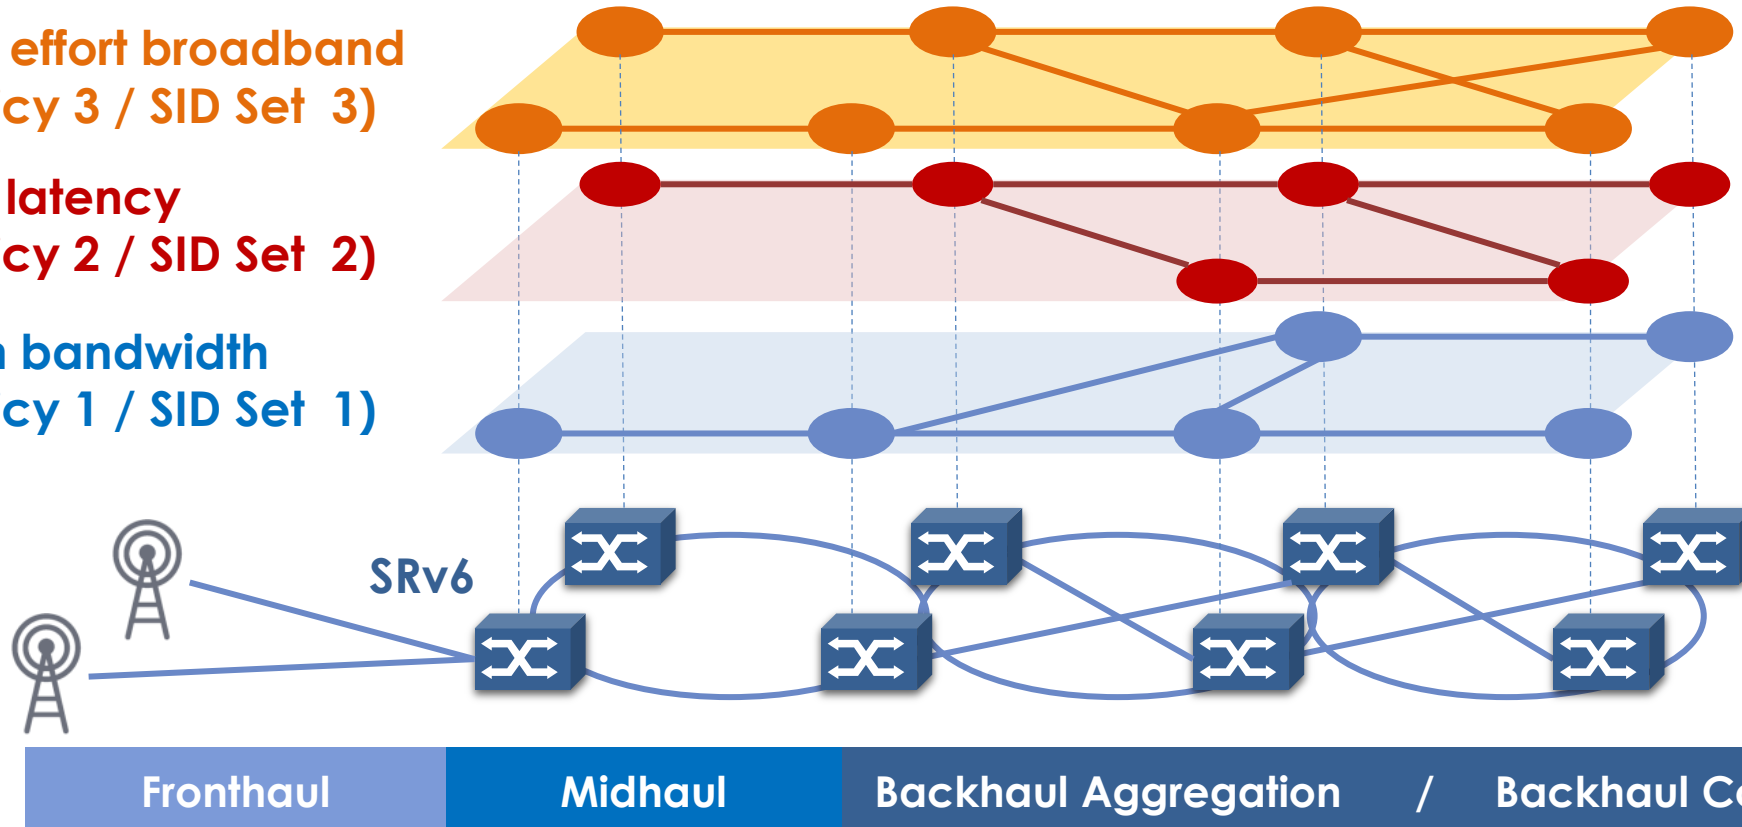 effort broadband
cy 3 / SID Set 3)
latency
cy 2 / SID Set 2)
bandwidth
cy 1 / SID Set 1)
SRv6
Fronthaul
Midhaul
Backhaul Aggregation / Backhaul